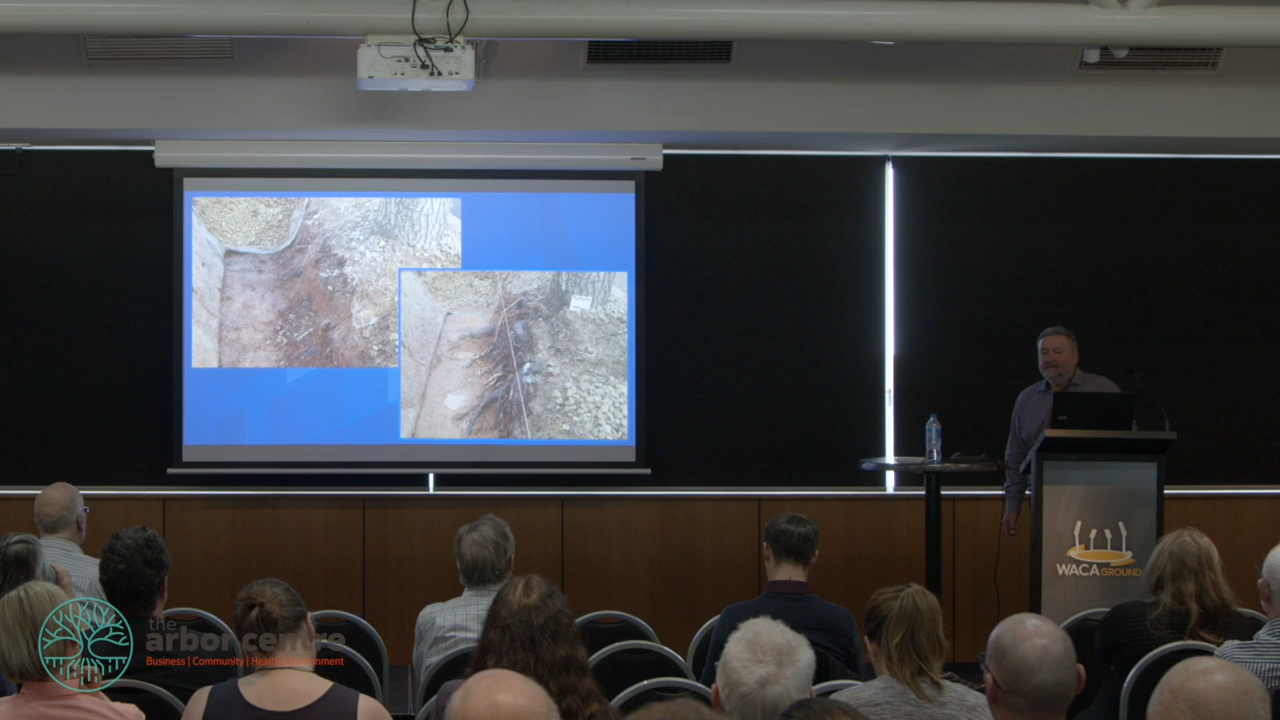 the
arbor centre
Business | Community | Health | Environment
WACA GROUND